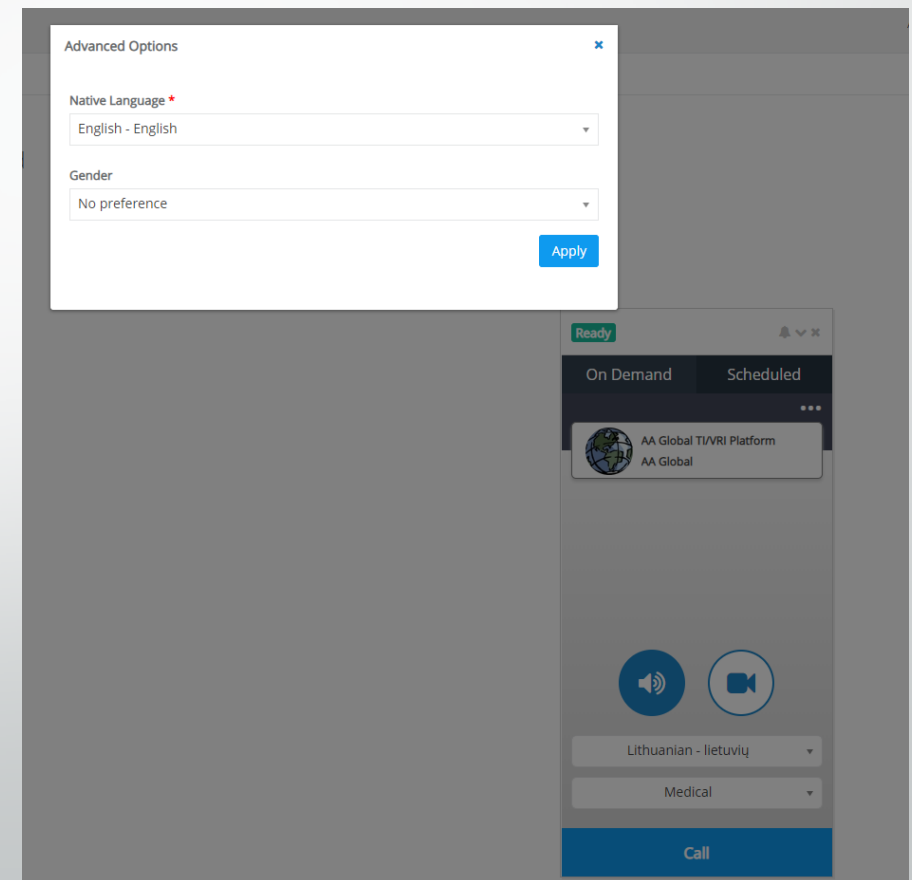 Advanced Options
Native Language *
English - English
Gender
No preference
Apply
Ready
On Demand
Scheduled
AA Global TI/VRI Platform
AA Global
Lithuanian - lietuvių
Medical
Call